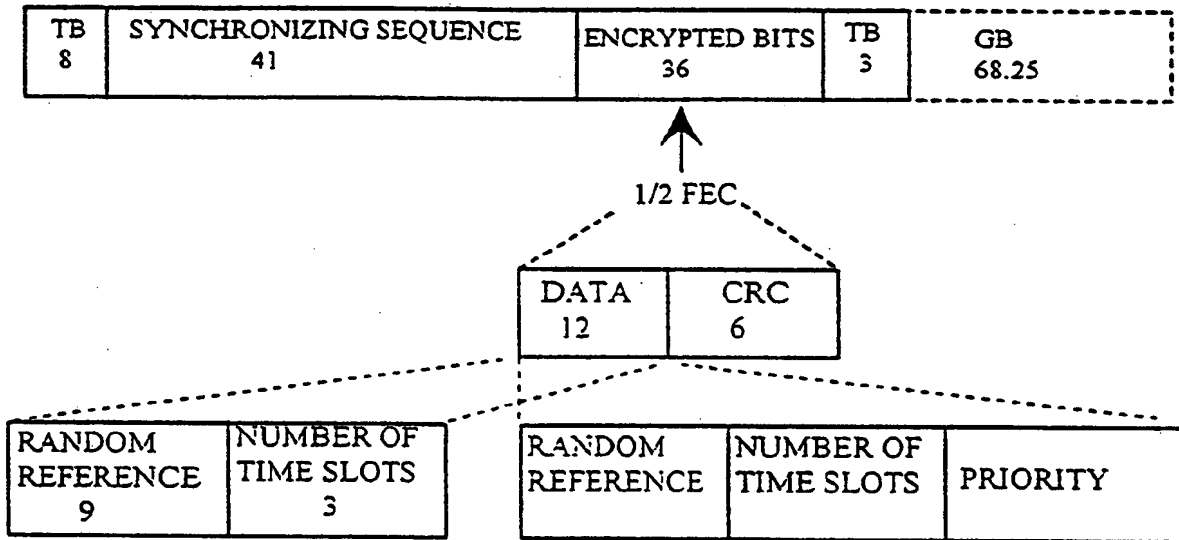 TB SYNCHRONIZING SEQUENCE ENCRYPTED BITS TB GB
8 41 36 3 68.25
1/2 FEC
DATA CRC
12 6
RANDOM REFERENCE
9
NUMBER OF
TIME SLOTS
3
RANDOM
REFERENCE
NUMBER OF
TIME SLOTS
PRIORITY